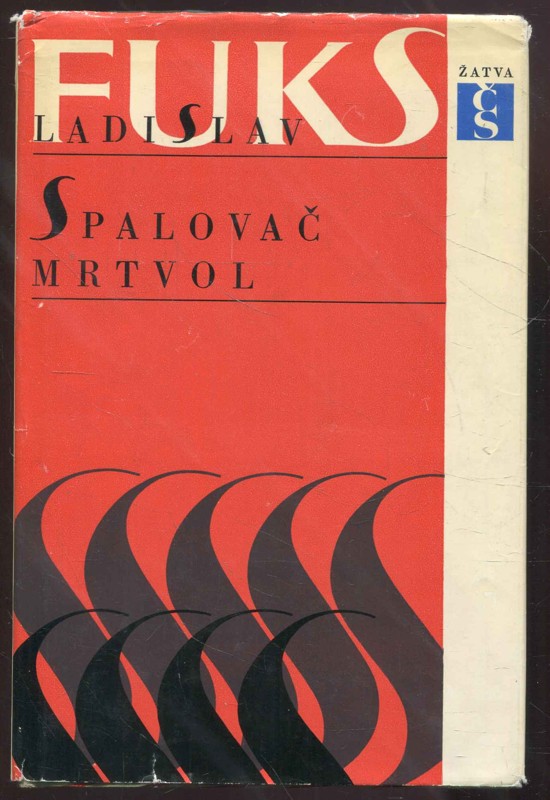 FUKS
LADISLAV
SPALOVAČ
MRTVOL
ŽATVA
ČS